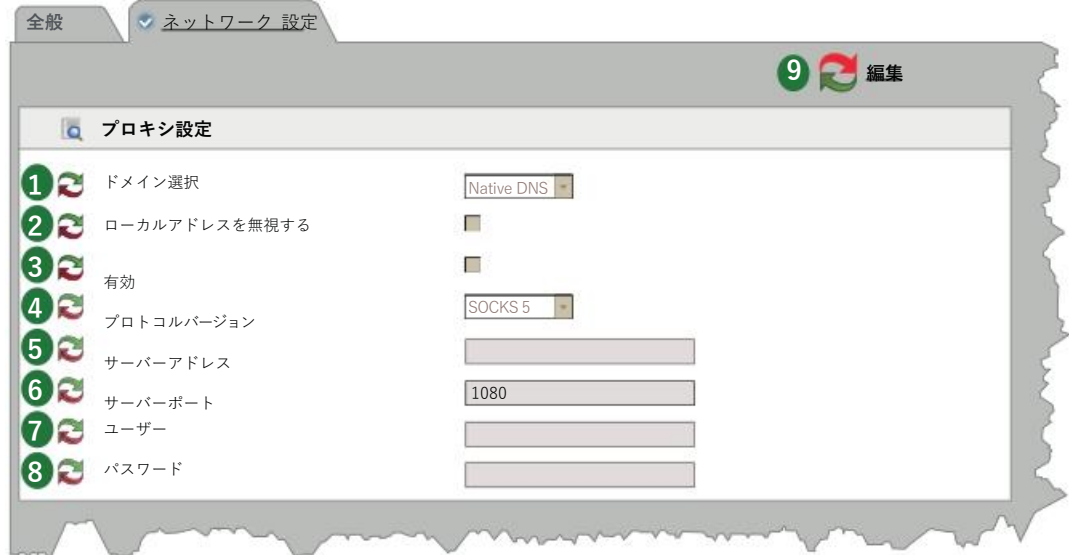 全般
ネットワーク 設定
9 編集
プロキシ設定
1 ドメイン選択 Native DNS
2 ローカルアドレスを無視する
3 有効
4 プロトコルバージョン SOCKS 5
5 サーバーアドレス
6 サーバーポート 1080
7 ユーザー
8 パスワード